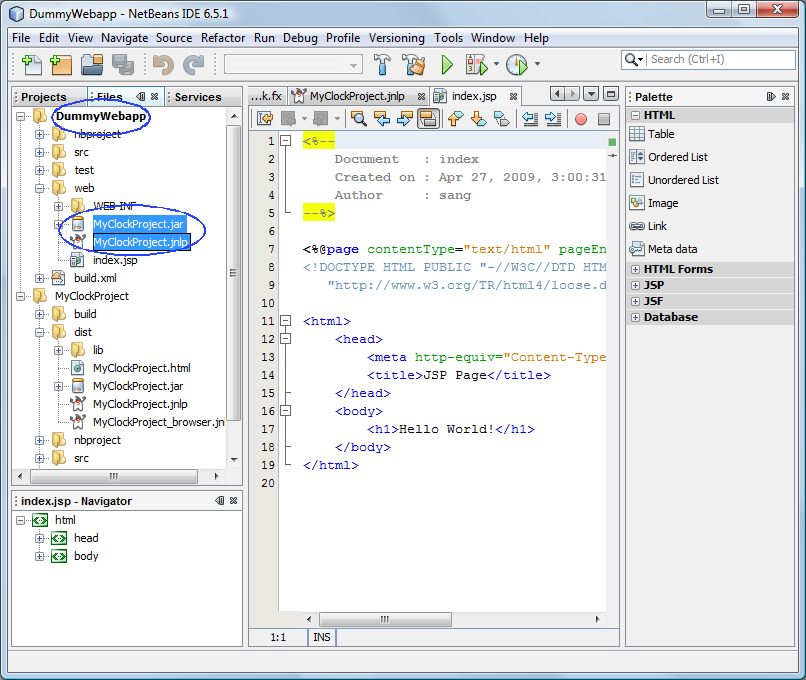 DummyWebapp - NetBeans IDE 6.5.1
File Edit View Navigate Source Refactor Run Debug Profile Versioning Tools Window Help
Search (Ctrl+I)
Projects Files Services
DummyWebapp
nbproject
src
test
web
WEB-INF
MyClockProject.jar
MyClockProject.jnlp
index.jsp
build.xml
MyClockProject
build
dist
lib
MyClockProject.html
MyClockProject.jar
MyClockProject.jnlp
MyClockProject_browser.jnl
nbproject
src
index.jsp - Navigator
html
head
body
...k.fx MyClockProject.jnlp index.jsp
1 <%--
2 Document : index
3 Created on : Apr 27, 2009, 3:00:31
4 Author : sang
5 --%>
6
7 <%@page contentType="text/html" pageEn
8 <!DOCTYPE HTML PUBLIC "-//W3C//DTD HTM
9 "http://www.w3.org/TR/html4/loose.d
10
11 <html>
12 <head>
13 <meta http-equiv="Content-Type
14 <title>JSP Page</title>
15 </head>
16 <body>
17 <h1>Hello World!</h1>
18 </body>
19 </html>
20
1:1 INS
Palette
HTML
Table
Ordered List
Unordered List
Image
Link
Meta data
HTML Forms
JSP
JSF
Database